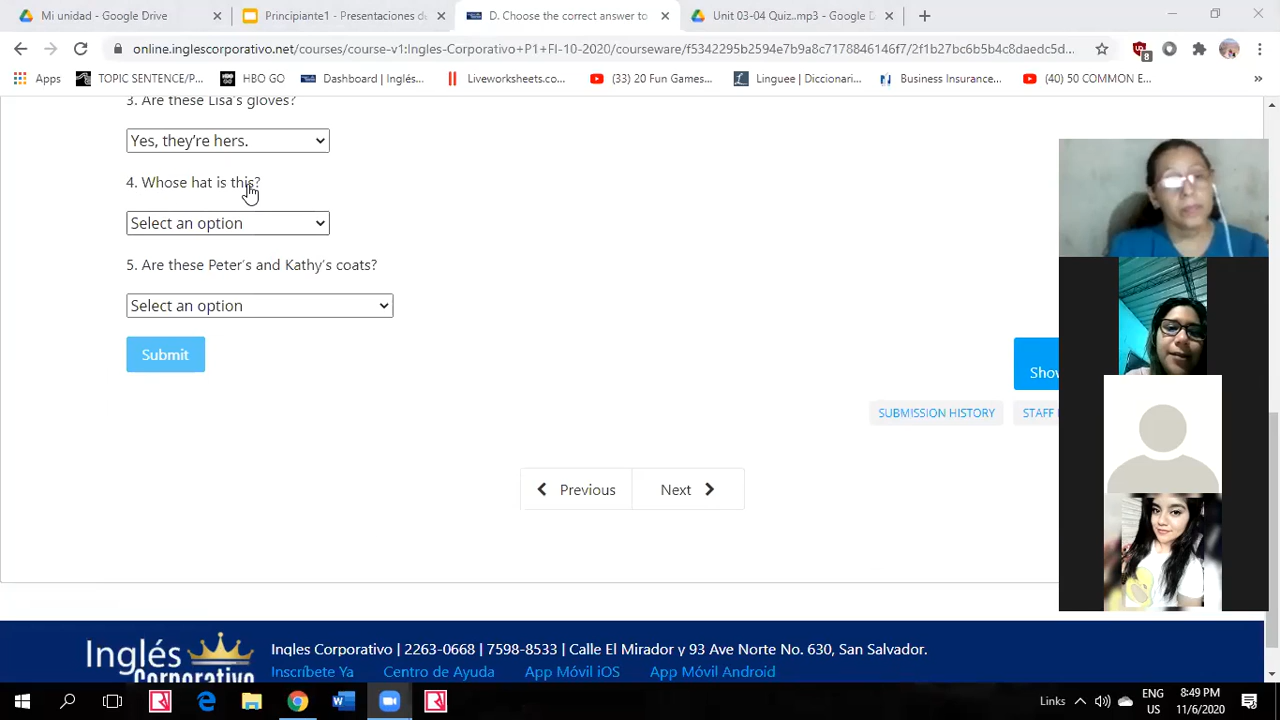 Mi unidad - Google Drive
Principiante1 - Presentaciones d
D. Choose the correct answer to
Unit 03-04 Quiz..mp3 - Google D
online.inglescorporativo.net/courses/course-v1:Ingles-Corporativo+P1+FI-10-2020/courseware/f5342295b2594e7b9a8c7178846146f7/2f1b27bc6b5b4c8daedc5d...
8
Apps
TOPIC SENTENCE/P...
HBO GO
Dashboard | Inglés...
Liveworksheets.co...
(33) 20 Fun Games...
Linguee | Diccionari...
Business Insurance...
(40) 50 COMMON E...
»
3. Are these Lisa's gloves?
Yes, they're hers.
4. Whose hat is this?
Select an option
5. Are these Peter's and Kathy's coats?
Select an option
Submit
Show
SUBMISSION HISTORY
STAFF
Previous
Next
Inglés Corporativo
Ingles Corporativo | 2263-0668 | 7598-8533 | Calle El Mirador y 93 Ave Norte No. 630, San Salvador.
Inscríbete Ya
Centro de Ayuda
App Móvil iOS
App Móvil Android
Links
ENG
US
8:49 PM
11/6/2020